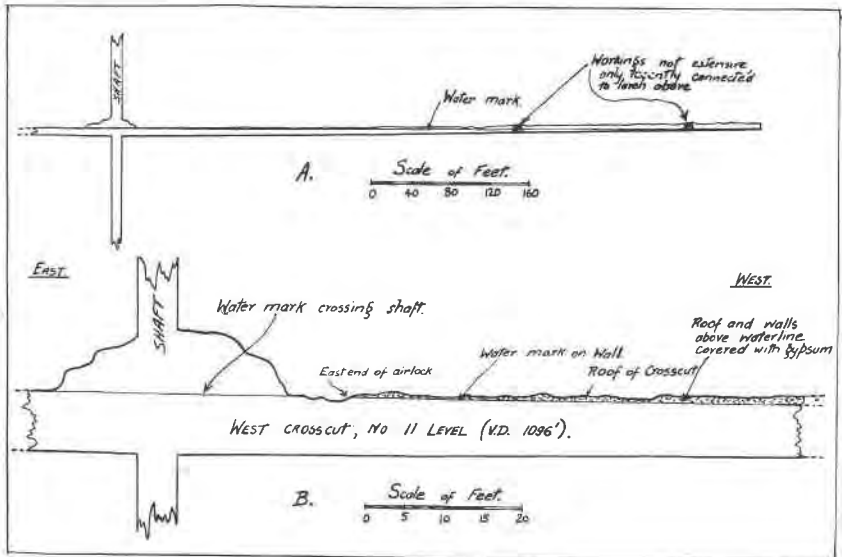 SHAFT
Workings not extensive
only recently connected
to level above
Water mark.
A.
Scale of Feet.
0 40 80 120 160
EAST.
WEST.
SHAFT
Water mark crossing shaft.
Roof and walls
above waterline
covered with gypsum
East end of airlock
Water mark on Wall.
Roof of Crosscut
WEST CROSSCUT, NO 11 LEVEL (V.D. 1096').
B.
Scale of Feet.
0 5 10 15 20